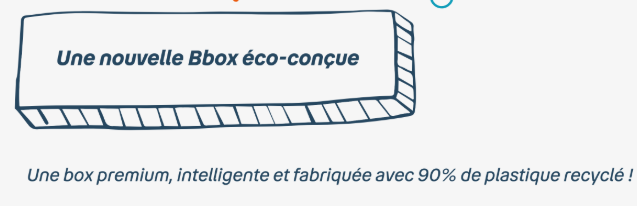 Une nouvelle Bbox éco-conçue
Une box premium, intelligente et fabriquée avec 90% de plastique recyclé !